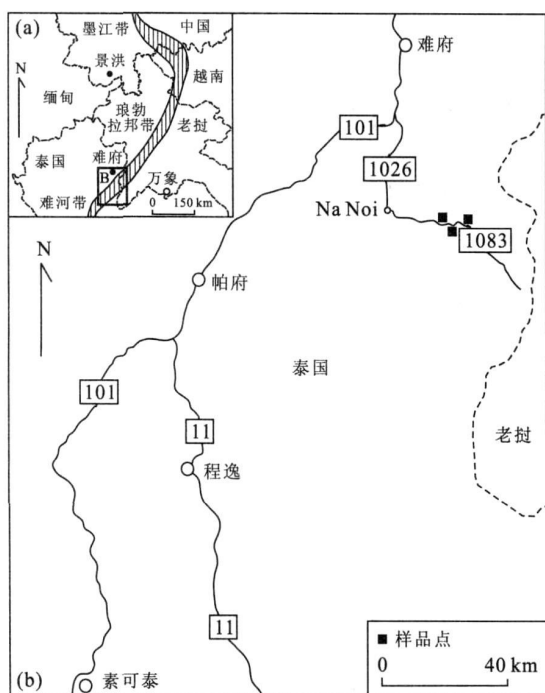 (a)
墨江带
中国
N
景洪
越南
缅甸
琅勃
拉邦带
老挝
泰国
难府
B
万象
难河带
0 150 km
难府
101
1026
Na Noi
1083
N
帕府
泰国
101
老挝
11
程逸
11
样品点
0 40 km
(b)
素可泰